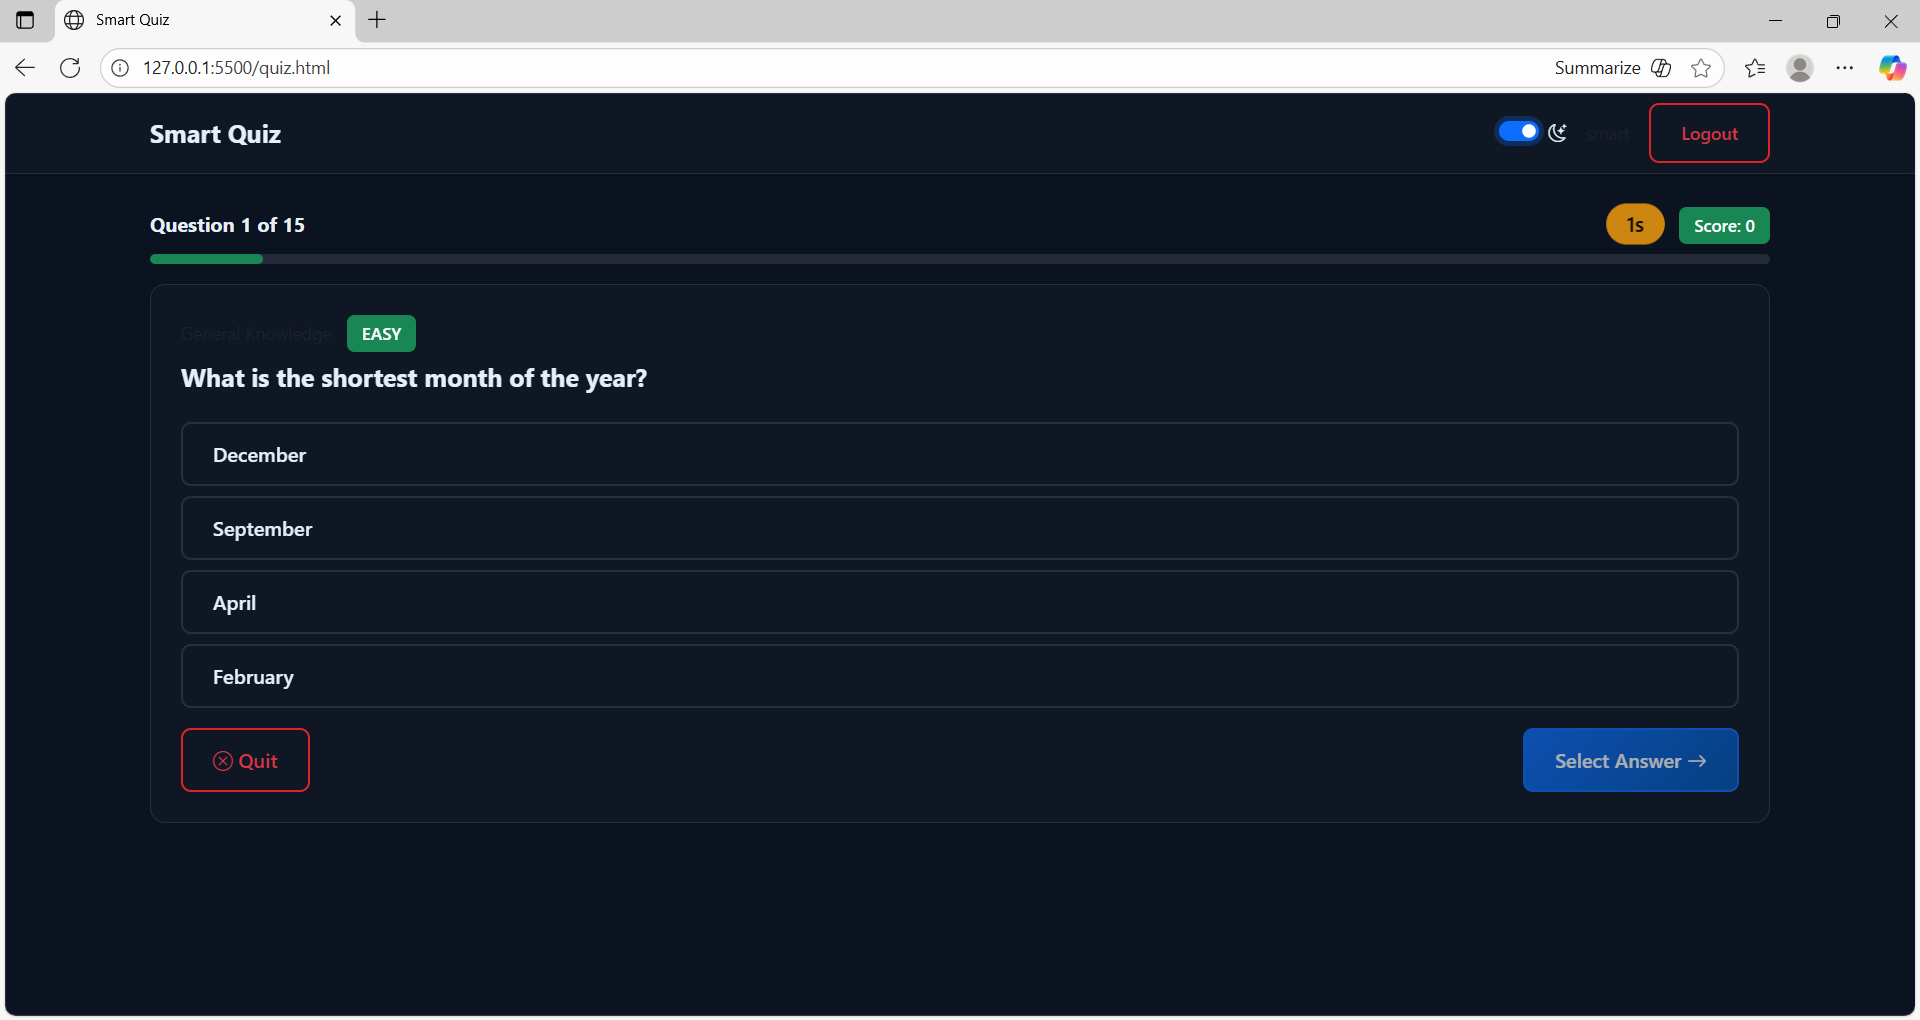 Smart Quiz
127.0.0.1:5500/quiz.html
Summarize
Smart Quiz
smart
Logout
Question 1 of 15
1s
Score: 0
General Knowledge
EASY
What is the shortest month of the year?
December
September
April
February
Quit
Select Answer →